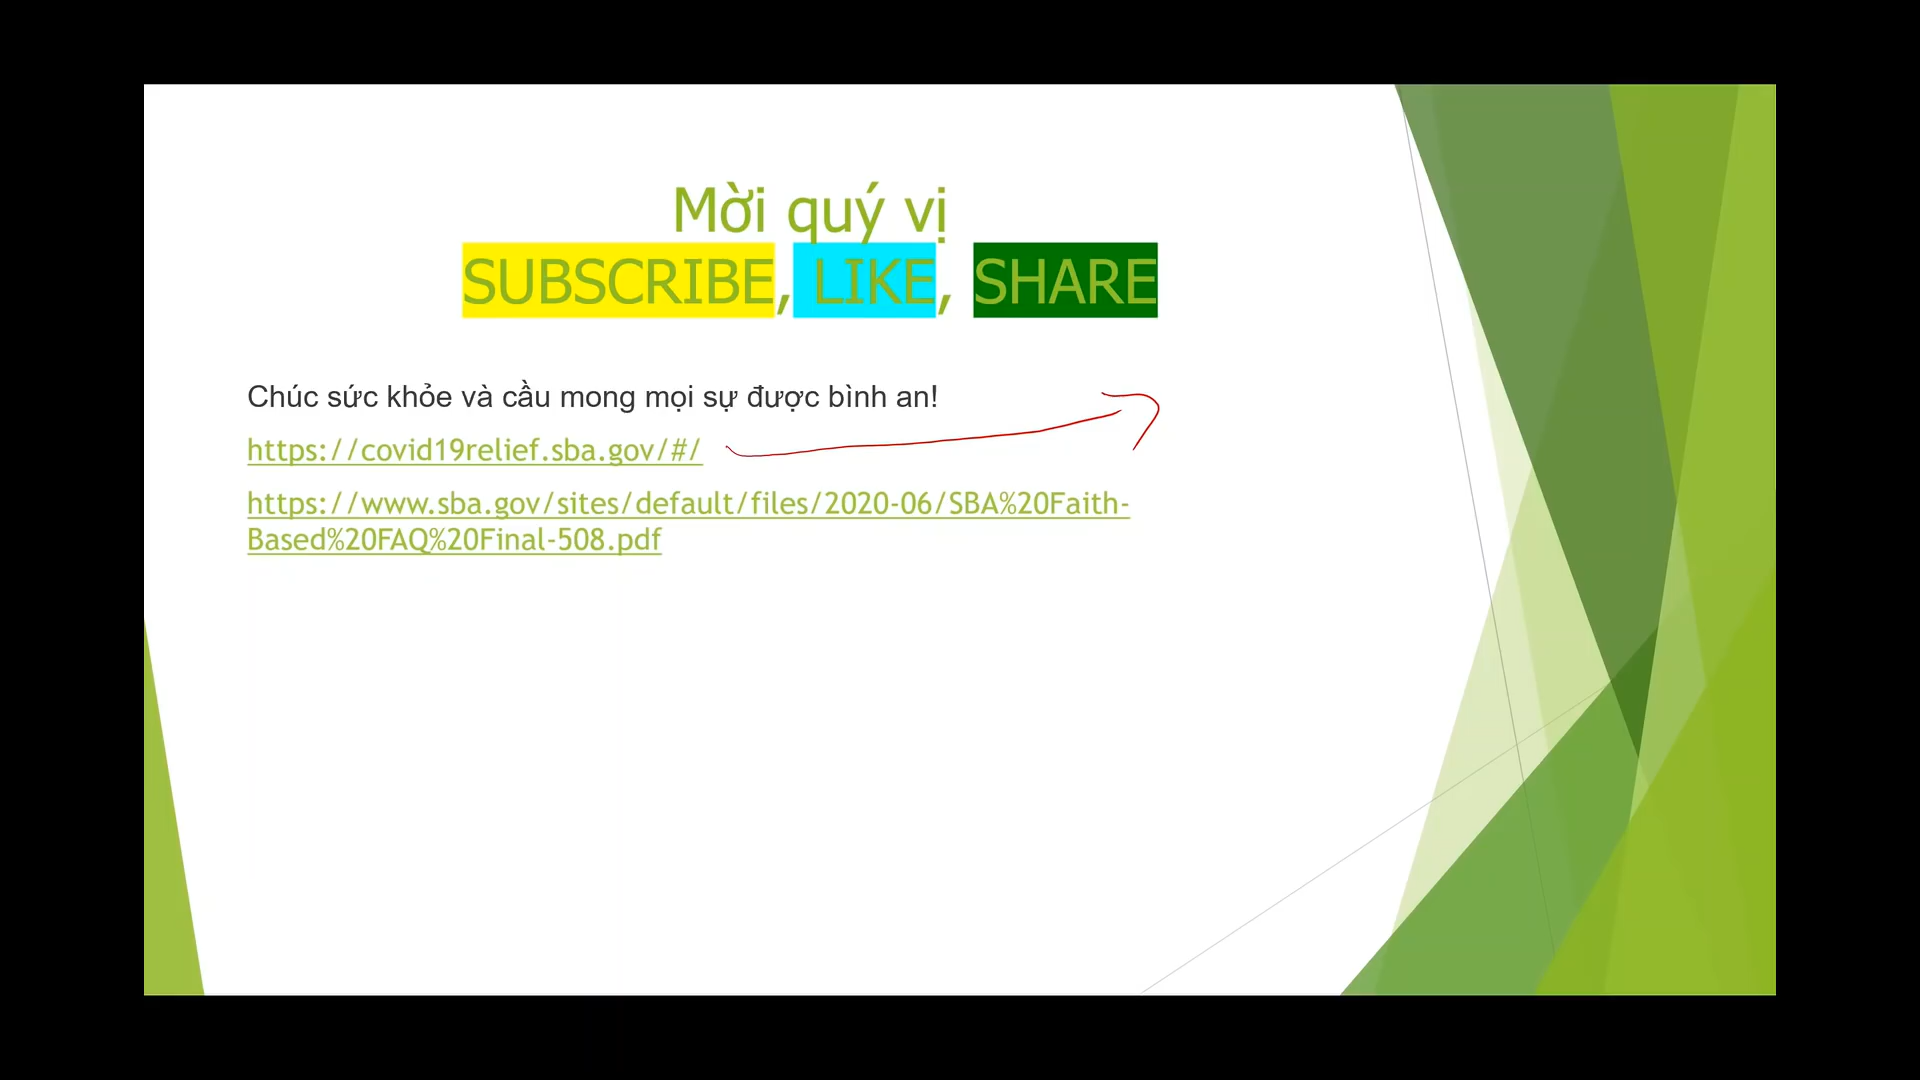 Mời quý vị
SUBSCRIBE, LIKE, SHARE
Chúc sức khỏe và cầu mong mọi sự được bình an!
https://covid19relief.sba.gov/#/
https://www.sba.gov/sites/default/files/2020-06/SBA%20Faith-
Based%20FAQ%20Final-508.pdf